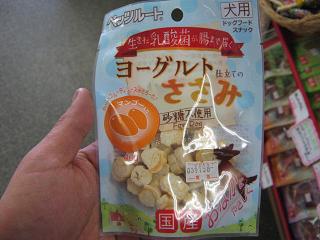 ペッツルート
犬用
ドッグフード
スナック
生きた乳酸菌が腸まで届く
ヨーグルト仕立ての
ささみ
マンゴー
砂糖不使用
For Dog
国産